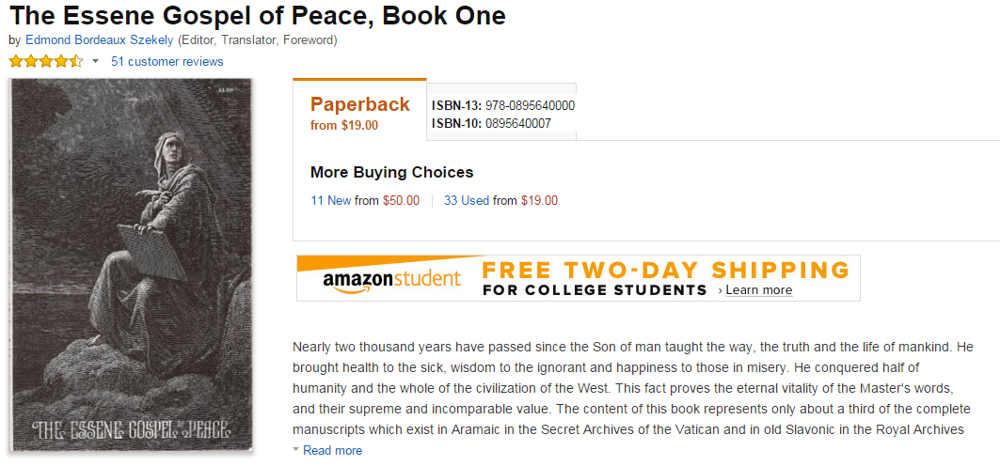 The Essene Gospel of Peace, Book One
by Edmond Bordeaux Szekely (Editor, Translator, Foreword)
51 customer reviews
$1.00
THE ESSENE GOSPEL OF PEACE
Paperback
from $19.00
ISBN-13: 978-0895640000
ISBN-10: 0895640007
More Buying Choices
11 New from $50.00 33 Used from $19.00
amazonstudent
FREE TWO-DAY SHIPPING
FOR COLLEGE STUDENTS › Learn more
Nearly two thousand years have passed since the Son of man taught the way, the truth and the life of mankind. He
brought health to the sick, wisdom to the ignorant and happiness to those in misery. He conquered half of
humanity and the whole of the civilization of the West. This fact proves the eternal vitality of the Master's words,
and their supreme and incomparable value. The content of this book represents only about a third of the complete
manuscripts which exist in Aramaic in the Secret Archives of the Vatican and in old Slavonic in the Royal Archives
Read more